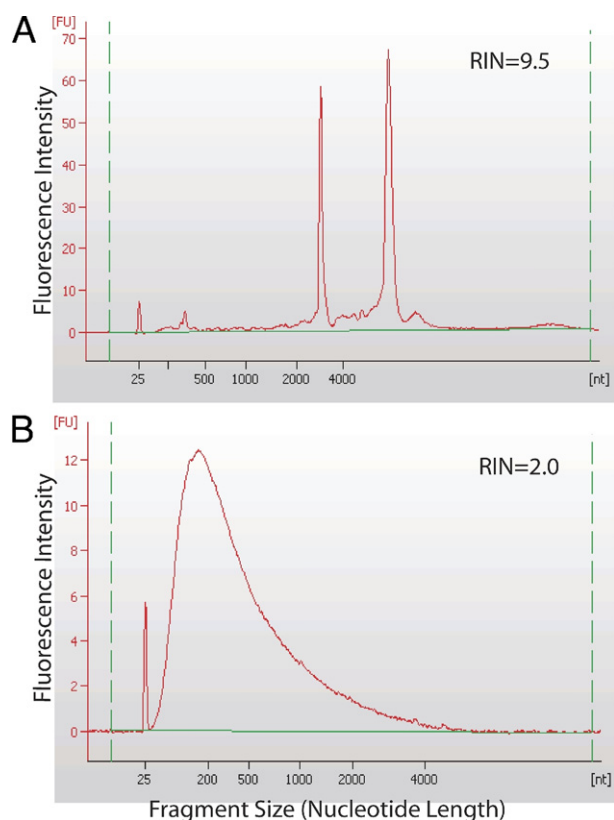 A
[FU]
70
60
50
40
30
20
10
0
Fluorescence Intensity
RIN=9.5
25 500 1000 2000 4000 [nt]
B
[FU]
12
10
8
6
4
2
0
Fluorescence Intensity
RIN=2.0
25 200 500 1000 2000 4000 [nt]
Fragment Size (Nucleotide Length)